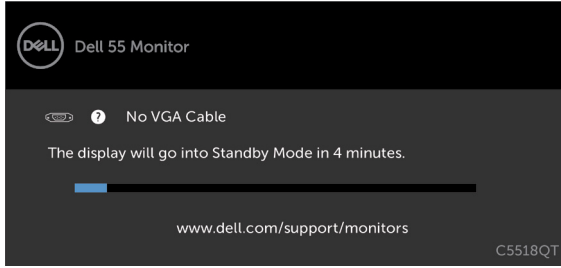 DELL
Dell 55 Monitor
? No VGA Cable
The display will go into Standby Mode in 4 minutes.
www.dell.com/support/monitors
C5518QT